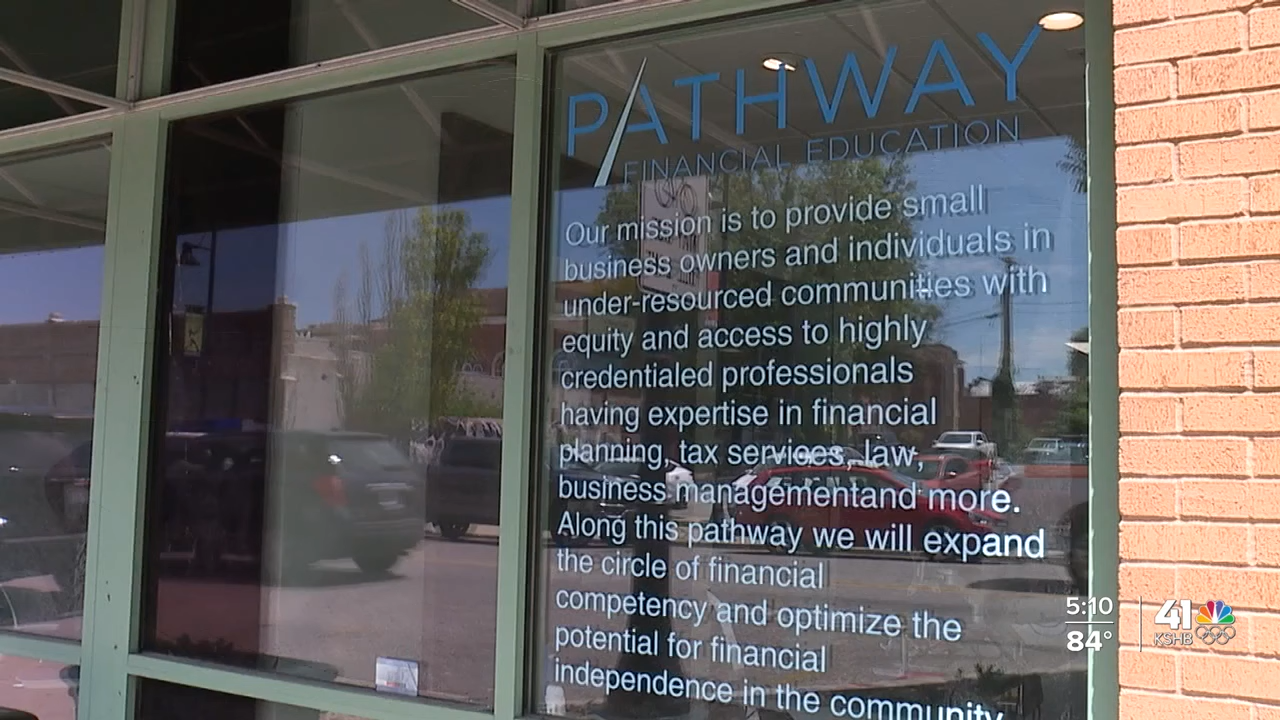 PATHWAY
FINANCIAL EDUCATION
Our mission is to provide small
business owners and individuals in
under-resourced communities with
equity and access to highly
credentialed professionals
having expertise in financial
planning, tax services, law,
business managementand more.
Along this pathway we will expand
the circle of financial
competency and optimize the
potential for financial
independence in the community
5:10
84°
41
KSHB